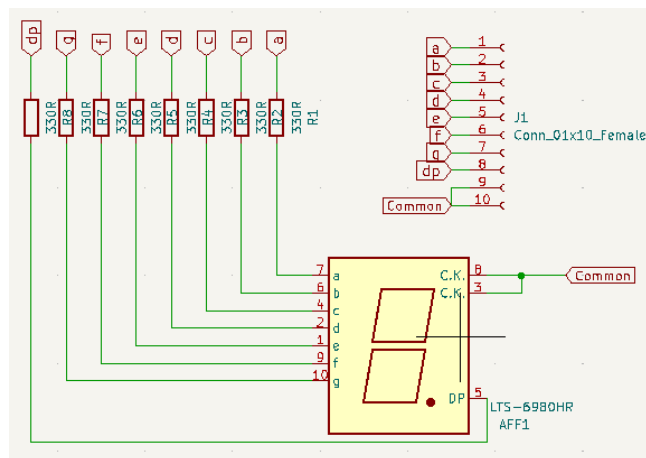 dp g f e d c b a
330R R8 330R R7 330R R6 330R R5 330R R4 330R R3 330R R2 330R R1
a 1
b 2
c 3
d 4
e 5
f 6
g 7
dp 8
9
Common 10
J1
Conn_01x10_Female
7 a
6 b
4 c
2 d
1 e
9 f
10 g
C.K. 8
C.K. 3
Common
DP 5
LTS-6980HR
AFF1